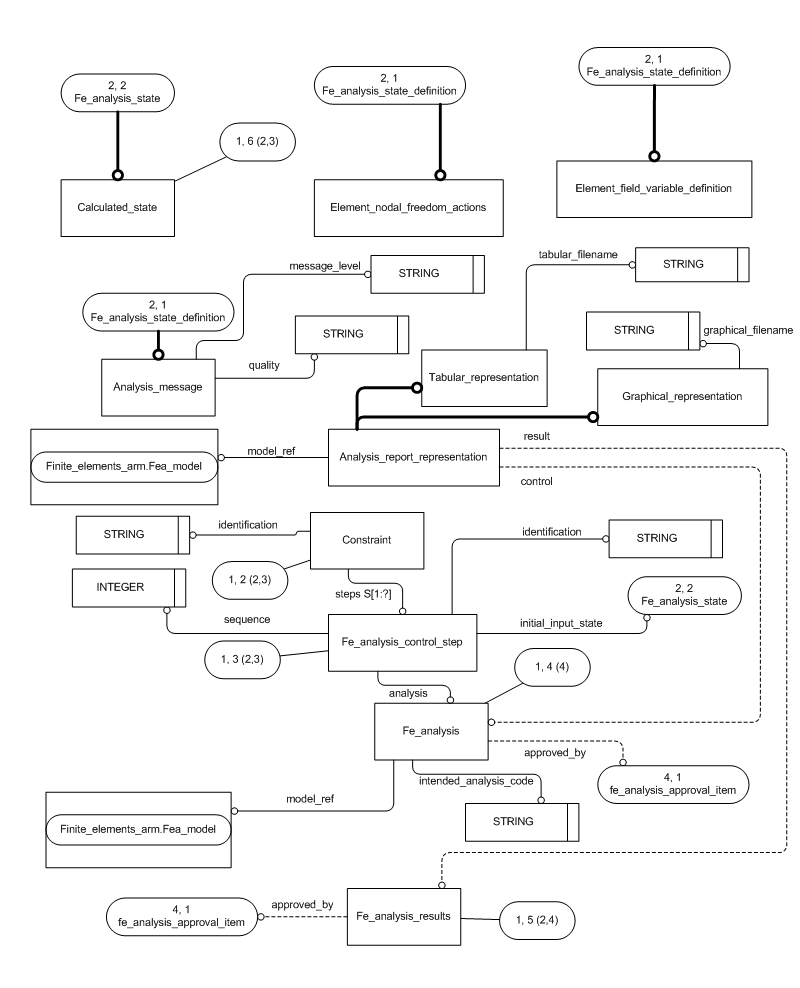 2, 1
Fe_analysis_state_definition
2, 2
Fe_analysis_state
2, 1
Fe_analysis_state_definition
1, 6 (2,3)
Calculated_state
Element_nodal_freedom_actions
Element_field_variable_definition
message_level
STRING
tabular_filename
STRING
2, 1
Fe_analysis_state_definition
STRING
STRING
graphical_filename
quality
Analysis_message
Tabular_representation
Graphical_representation
result
model_ref
Analysis_report_representation
Finite_elements_arm.Fea_model
control
STRING
identification
Constraint
identification
STRING
1, 2 (2,3)
INTEGER
steps S[1:?]
2, 2
Fe_analysis_state
sequence
initial_input_state
Fe_analysis_control_step
1, 3 (2,3)
1, 4 (4)
analysis
Fe_analysis
approved_by
intended_analysis_code
4, 1
fe_analysis_approval_item
model_ref
STRING
Finite_elements_arm.Fea_model
4, 1
fe_analysis_approval_item
approved_by
Fe_analysis_results
1, 5 (2,4)